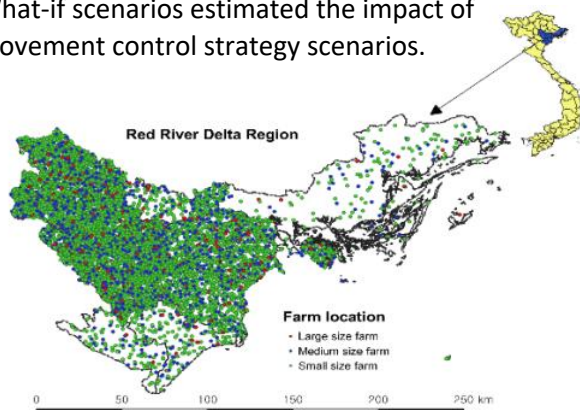 What-if scenarios estimated the impact of
movement control strategy scenarios.
Red River Delta Region
Farm location
Large size farm
Medium size farm
Small size farm
0 50 100 150 200 250 km